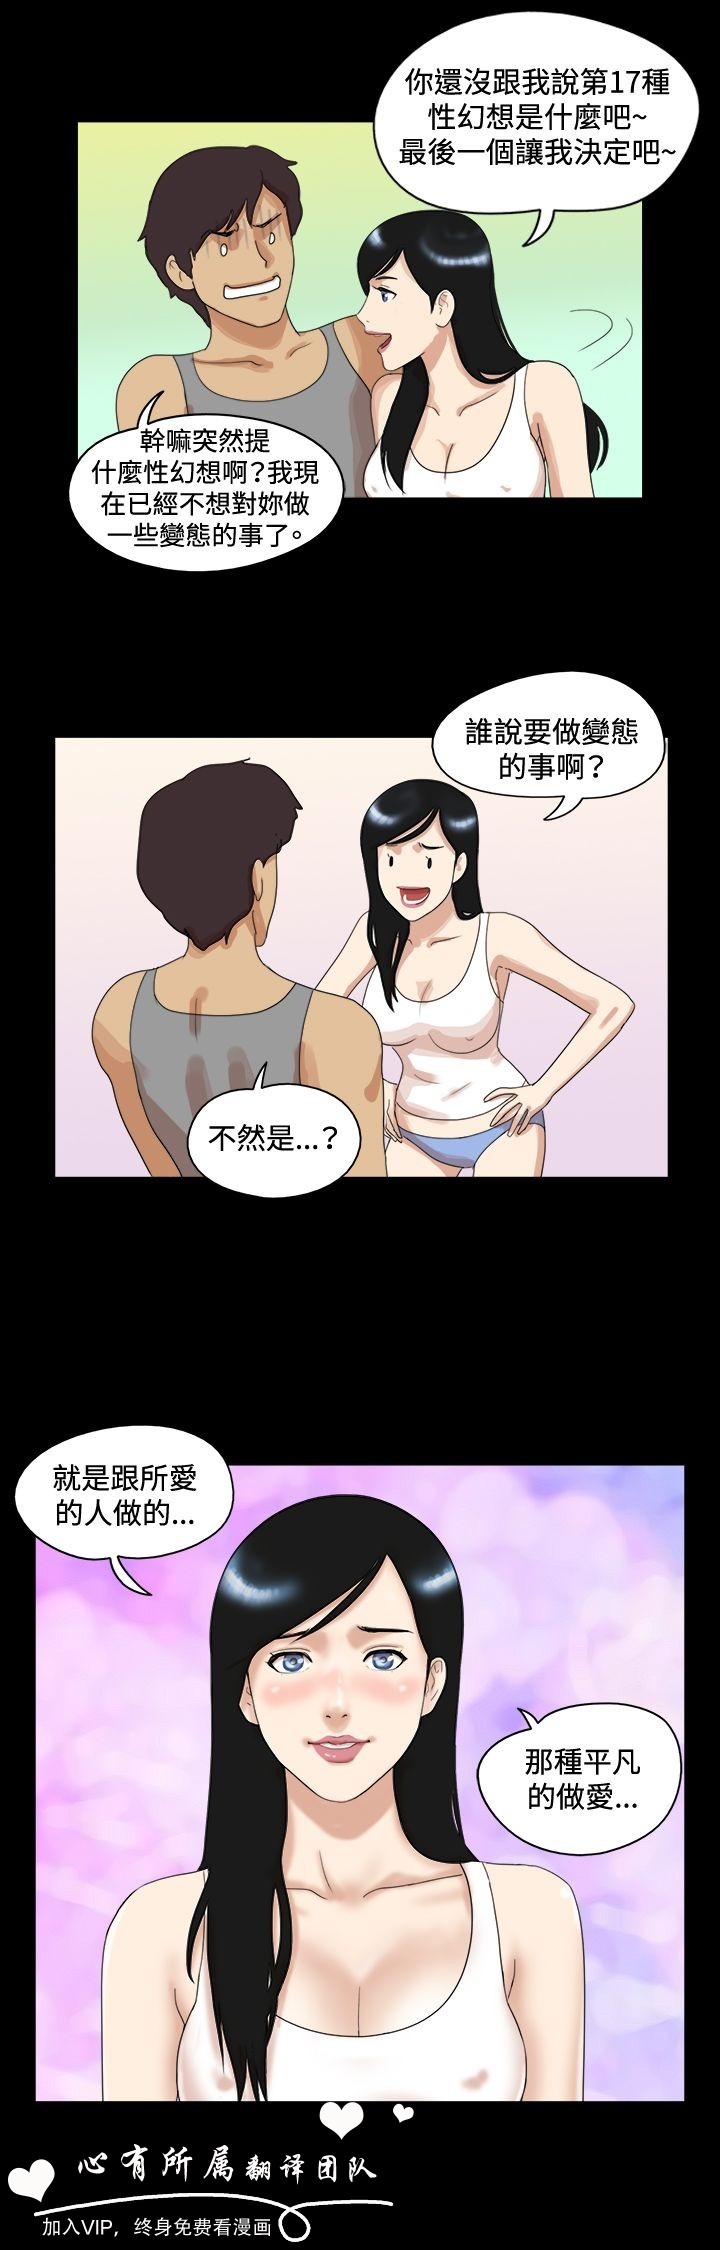 你還沒跟我說第17種
性幻想是什麼吧~
最後一個讓我決定吧~
幹嘛突然提
什麼性幻想啊？我現
在已經不想對妳做
一些變態的事了。
誰說要做變態
的事啊？
不然是...？
就是跟所愛
的人做的...
那種平凡
的做愛...
心有所属翻译团队
加入VIP，终身免费看漫画